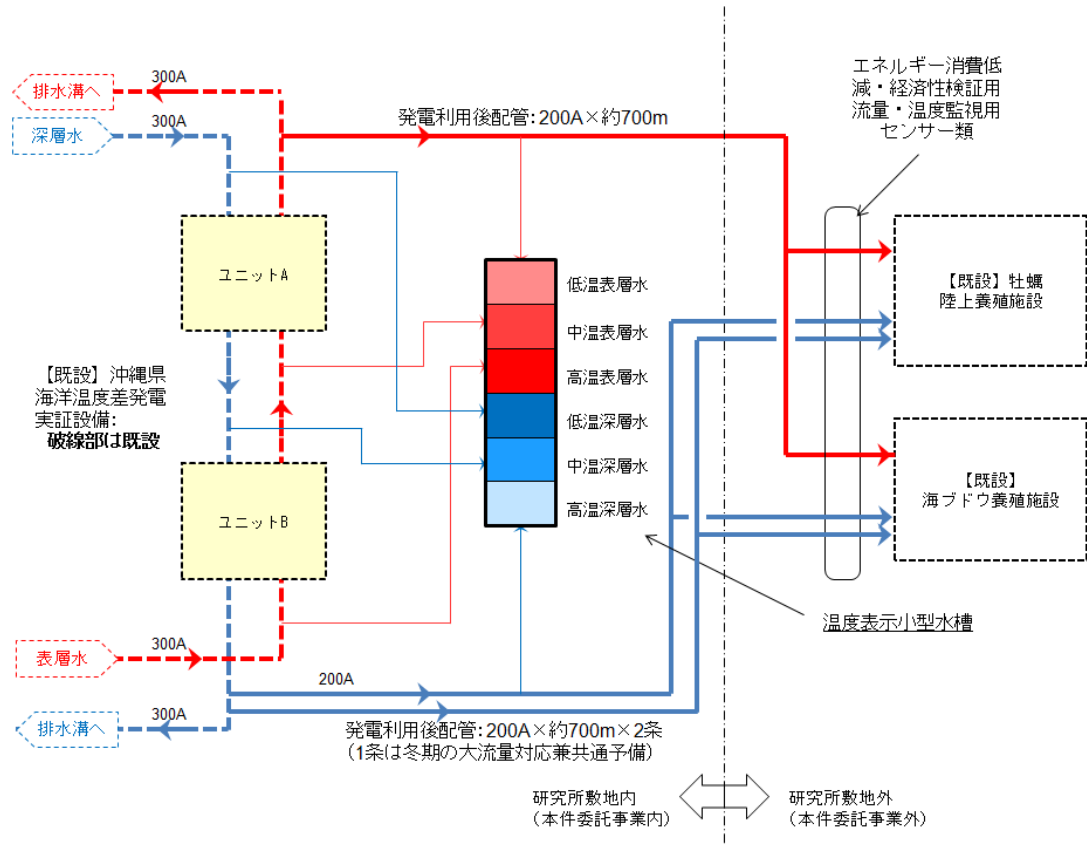 300A
排水溝へ
深層水
300A
発電利用後配管：200A×約700m
エネルギー消費低
減・経済性検証用
流量・温度監視用
センサー類
ユニットA
低温表層水
中温表層水
高温表層水
低温深層水
中温深層水
高温深層水
【既設】牡蠣
陸上養殖施設
【既設】沖縄県
海洋温度差発電
実証設備：
破線部は既設
ユニットB
【既設】
海ブドウ養殖施設
温度表示小型水槽
表層水
300A
200A
排水溝へ
300A
発電利用後配管：200A×約700m×2条
（1条は冬期の大流量対応兼共通予備）
研究所敷地内
（本件委託事業内）
研究所敷地外
（本件委託事業外）